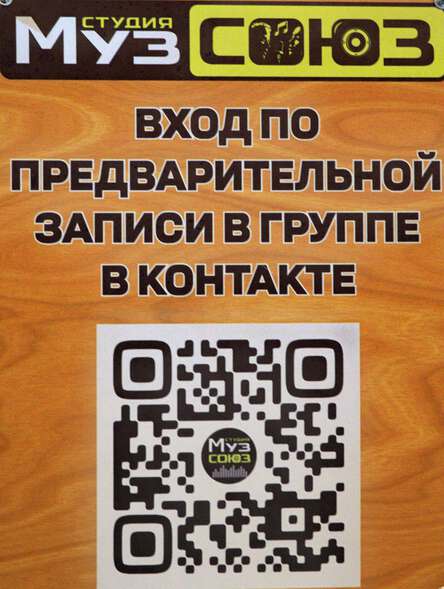 СТУДИЯ
МУЗ СОЮЗ
ВХОД ПО
ПРЕДВАРИТЕЛЬНОЙ
ЗАПИСИ В ГРУППЕ
В КОНТАКТЕ
СТУДИЯ
МУЗ
СОЮЗ